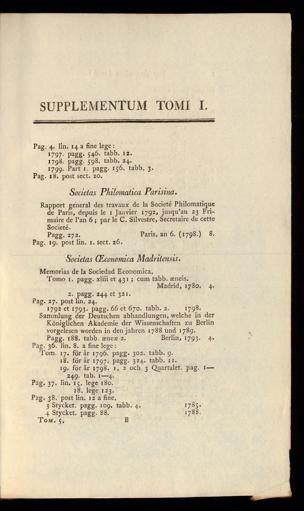 SUPPLEMENTUM TOMI I.
Pag. 4. lin. 14 a fine lege:
1797. pagg. 546. tabb. 12.
1798. pagg. 598. tabb. 24.
1799. Part 1. pagg. 156. tabb. 3.
Pag. 18. post sect. 20.
Societas Philomatica Parisina.
Rapport general des travaux de la Societé Philomatique
de Paris, depuis le 1 Janvier 1792, jusqu'an 23 Fri-
maire de l'an 6; par le C. Silvestre, Secretaire de cette
Societé.
Pagg. 272. Paris, an 6. (1798.) 8.
Pag. 19. post lin. 1. sect. 26.
Societas Œconomica Madritensis.
Memorias de la Sociedad Economica.
Tomo 1. pagg. xliii et 431; cum tabb. æneis.
Madrid, 1780. 4.
2. pagg. 244 et 321.
Pag. 27. post lin. 24.
1792 et 1793. pagg. 66 et 670. tabb. 2. 1798.
Sammlung der Deutschen abhandlungen, welche in der
Königlichen Akademie der Wissenschaften zu Berlin
vorgelesen worden in den jahren 1788 und 1789.
Pagg. 188. tabb. æneæ 2. Berlin, 1793. 4.
Pag. 36. lin. 8. a fine lege:
Tom. 17. för år 1796. pagg. 302. tabb. 9.
18. för år 1797. pagg. 324. tabb. 11.
19. för år 1798. 1, 2 och 3 Quartalet. pag. 1—
249. tab. 1—4.
Pag. 37. lin. 15. lege 180.
18. lege 123.
Pag. 38. post lin. 12 a fine,
3 Stycket. pagg. 109. tabb. 4. 1785.
4 Stycket. pagg. 88. 1788.
TOM. 5. B